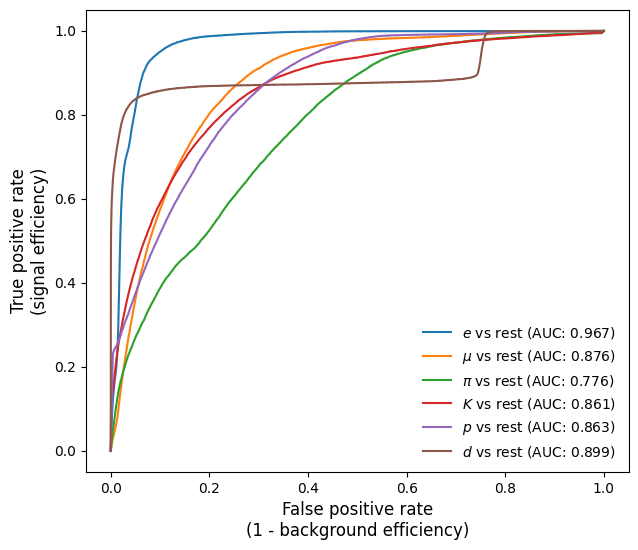 1.0
0.8
0.6
0.4
0.2
0.0
True positive rate
(signal efficiency)
e vs rest (AUC: 0.967)
μ vs rest (AUC: 0.876)
π vs rest (AUC: 0.776)
K vs rest (AUC: 0.861)
p vs rest (AUC: 0.863)
d vs rest (AUC: 0.899)
0.0 0.2 0.4 0.6 0.8 1.0
False positive rate
(1 - background efficiency)